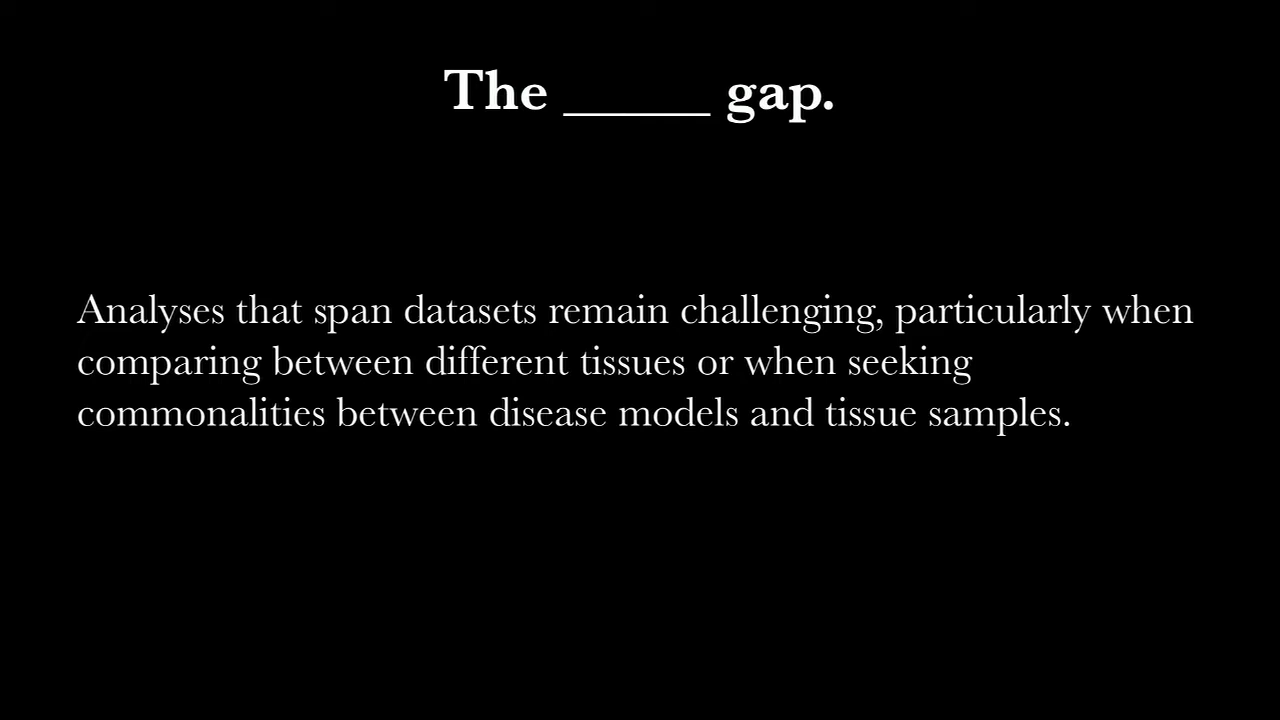 The _____ gap.
Analyses that span datasets remain challenging, particularly when
comparing between different tissues or when seeking
commonalities between disease models and tissue samples.